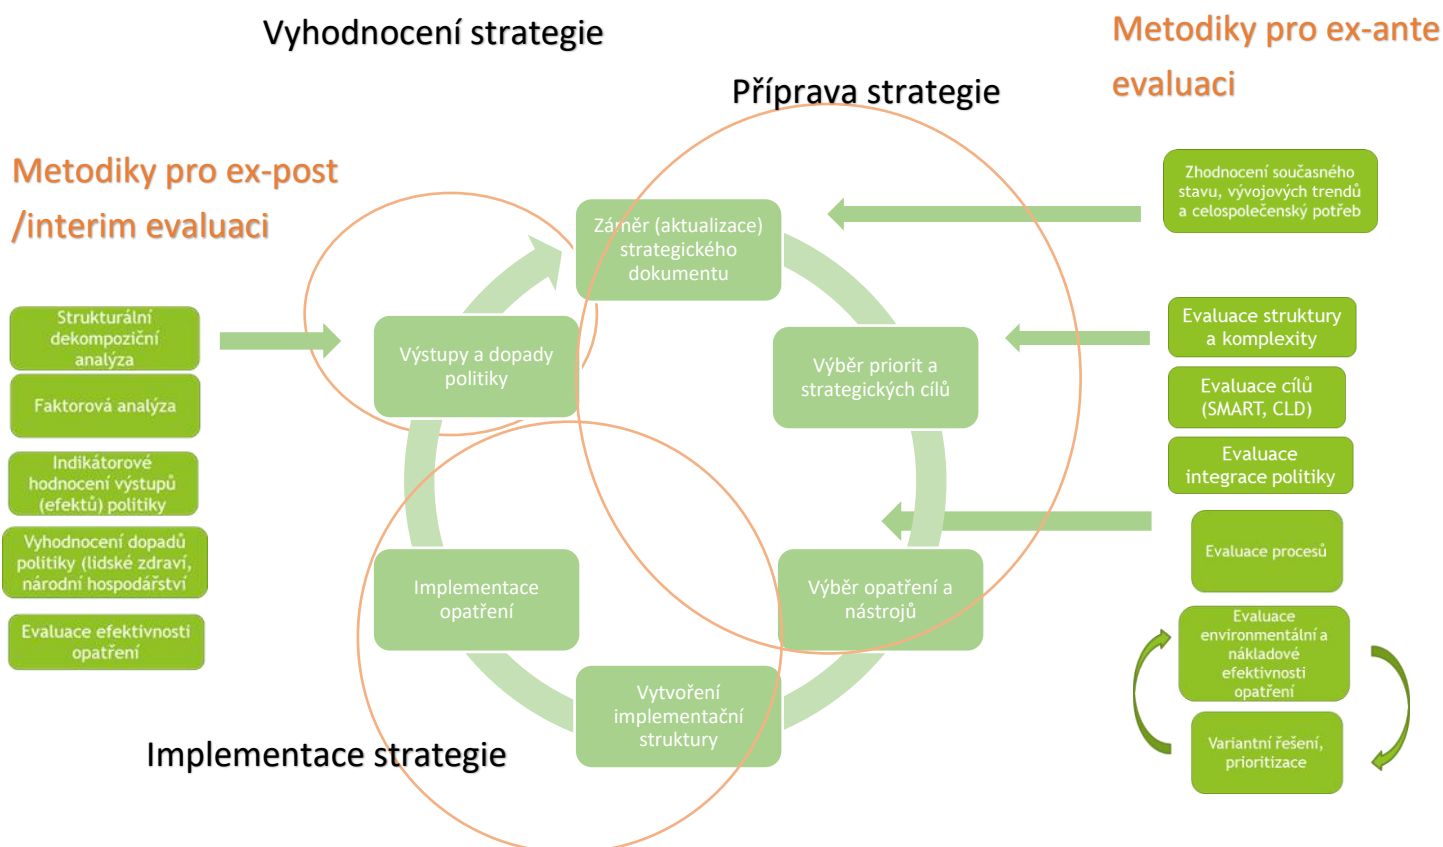 Vyhodnocení strategie
Metodiky pro ex-ante
evaluaci
Příprava strategie
Metodiky pro ex-post
/interim evaluaci
Zhodnocení současného
stavu, vývojových trendů
a celospolečenský potřeb
Záměr (aktualizace)
strategického
dokumentu
Strukturální
dekompoziční
analýza
Faktorová analýza
Indikátorové
hodnocení výstupů
(efektů) politiky
Vyhodnocení dopadů
politiky (lidské zdraví,
národní hospodářství
Evaluace efektivnosti
opatření
Výstupy a dopady
politiky
Výběr priorit a
strategických cílů
Evaluace struktury
a komplexity
Evaluace cílů
(SMART, CLD)
Evaluace
integrace politiky
Evaluace procesů
Evaluace
environmentální a
nákladové
efektivnosti
opatření
Variantní řešení,
prioritizace
Implementace
opatření
Výběr opatření a
nástrojů
Vytvoření
implementační
struktury
Implementace strategie